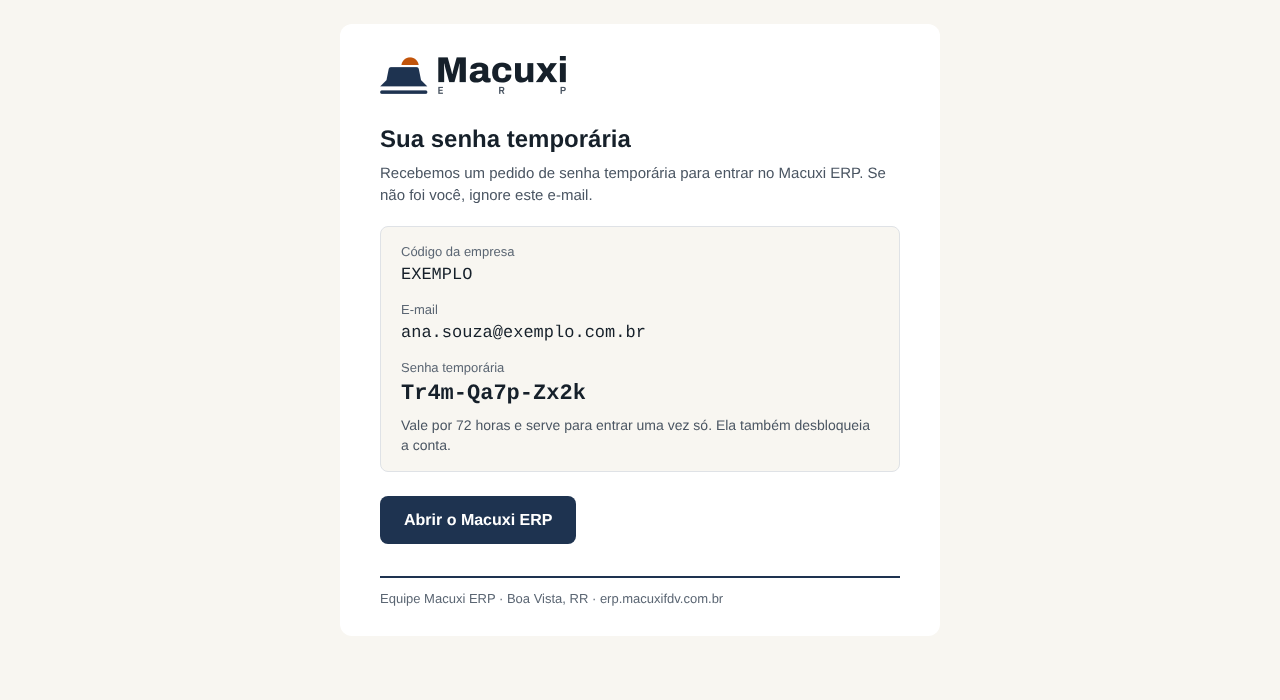 Macuxi
E R P
Sua senha temporária
Recebemos um pedido de senha temporária para entrar no Macuxi ERP. Se
não foi você, ignore este e-mail.
Código da empresa
EXEMPLO
E-mail
ana.souza@exemplo.com.br
Senha temporária
Tr4m-Qa7p-Zx2k
Vale por 72 horas e serve para entrar uma vez só. Ela também desbloqueia
a conta.
Abrir o Macuxi ERP
Equipe Macuxi ERP · Boa Vista, RR · erp.macuxifdv.com.br